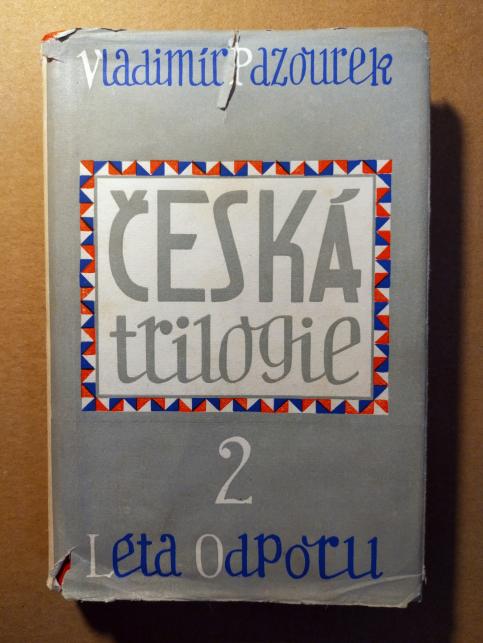 Vladimír Pazourek
ČESKÁ
trilogie
2
Léta Odporu